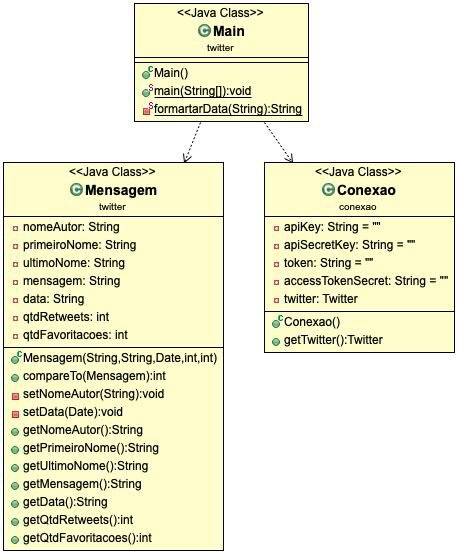 <<Java Class>>
Main
twitter
Main()
main(String[]):void
formartarData(String):String
<<Java Class>>
Mensagem
twitter
nomeAutor: String
primeiroNome: String
ultimoNome: String
mensagem: String
data: String
qtdRetweets: int
qtdFavoritacoes: int
Mensagem(String,String,Date,int,int)
compareTo(Mensagem):int
setNomeAutor(String):void
setData(Date):void
getNomeAutor():String
getPrimeiroNome():String
getUltimoNome():String
getMensagem():String
getData():String
getQtdRetweets():int
getQtdFavoritacoes():int
<<Java Class>>
Conexao
conexao
apiKey: String = ""
apiSecretKey: String = ""
token: String = ""
accessTokenSecret: String = ""
twitter: Twitter
Conexao()
getTwitter():Twitter